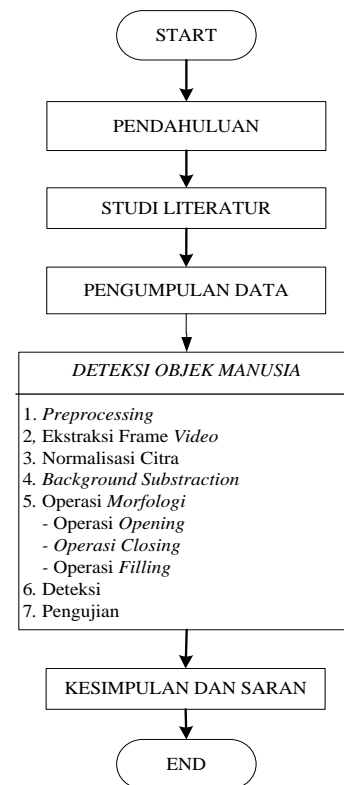 START
PENDAHULUAN
STUDI LITERATUR
PENGUMPULAN DATA
DETEKSI OBJEK MANUSIA
1. Preprocessing
2, Ekstraksi Frame Video
3. Normalisasi Citra
4. Background Substraction
5. Operasi Morfologi
- Operasi Opening
- Operasi Closing
- Operasi Filling
6. Deteksi
7. Pengujian
KESIMPULAN DAN SARAN
END